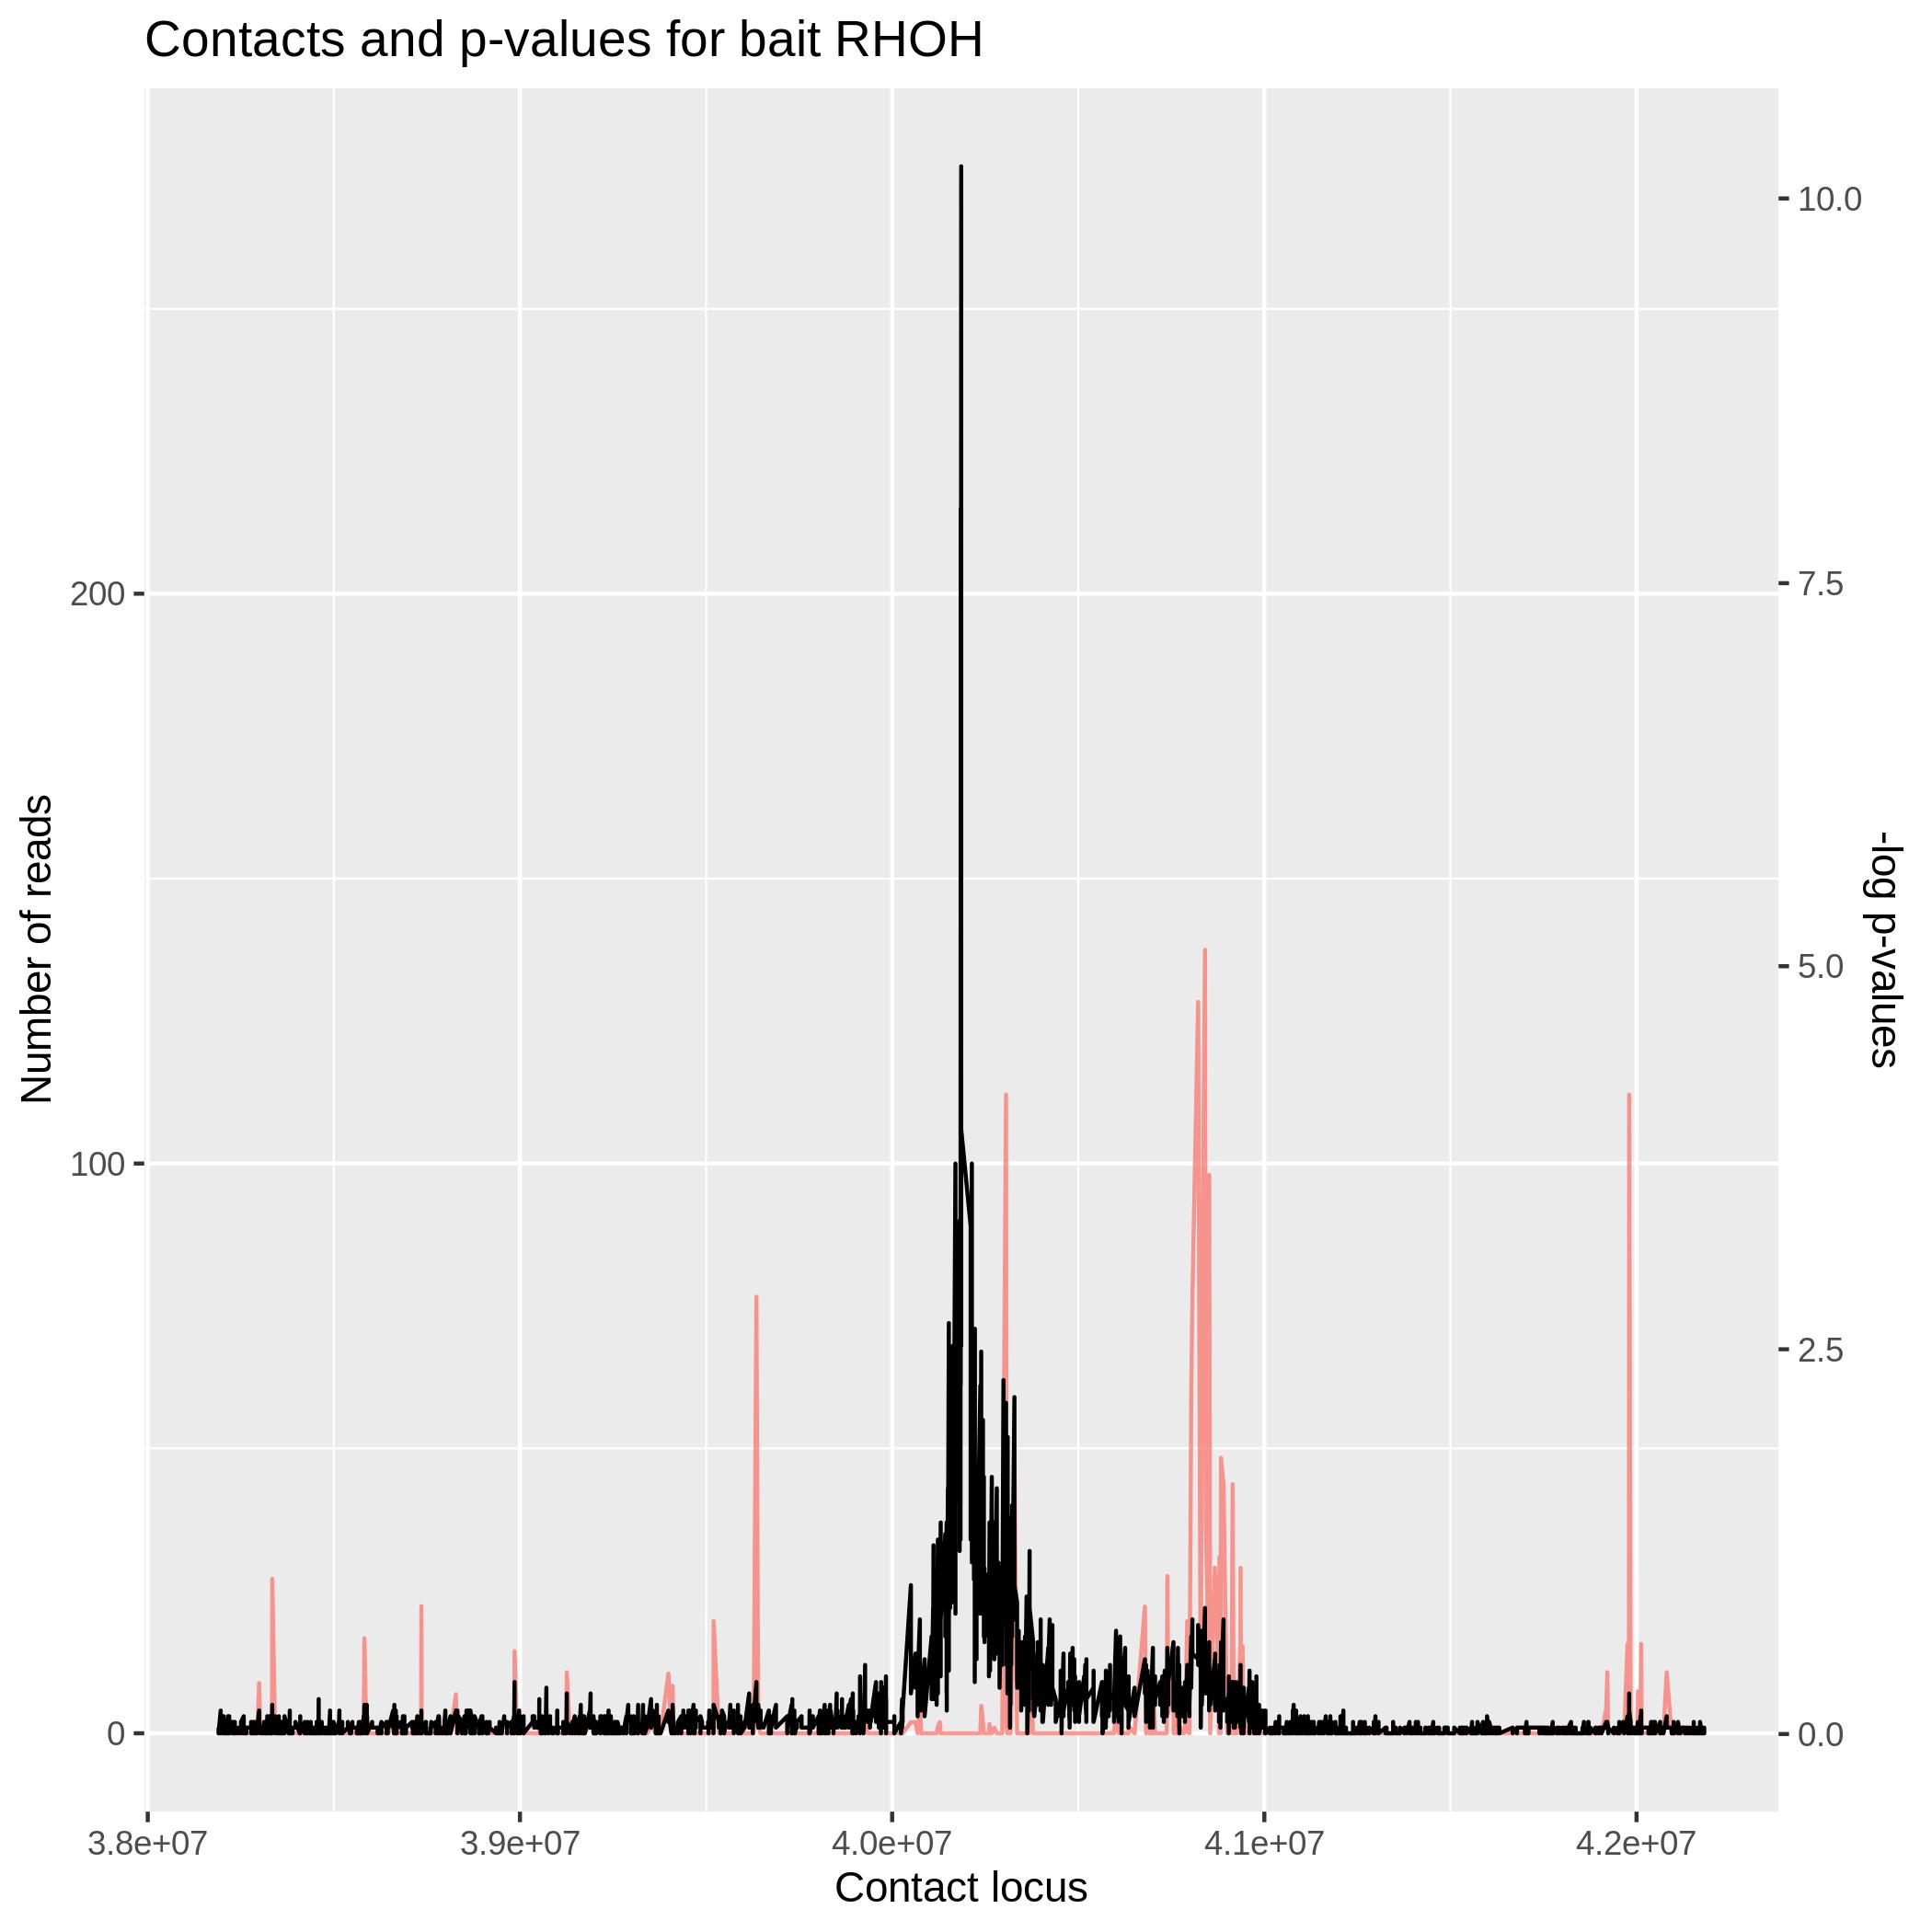 Contacts and p-values for bait RHOH
Number of reads
200
100
0
10.0
7.5
5.0
2.5
0.0
-log p-values
3.8e+07
3.9e+07
4.0e+07
4.1e+07
4.2e+07
Contact locus